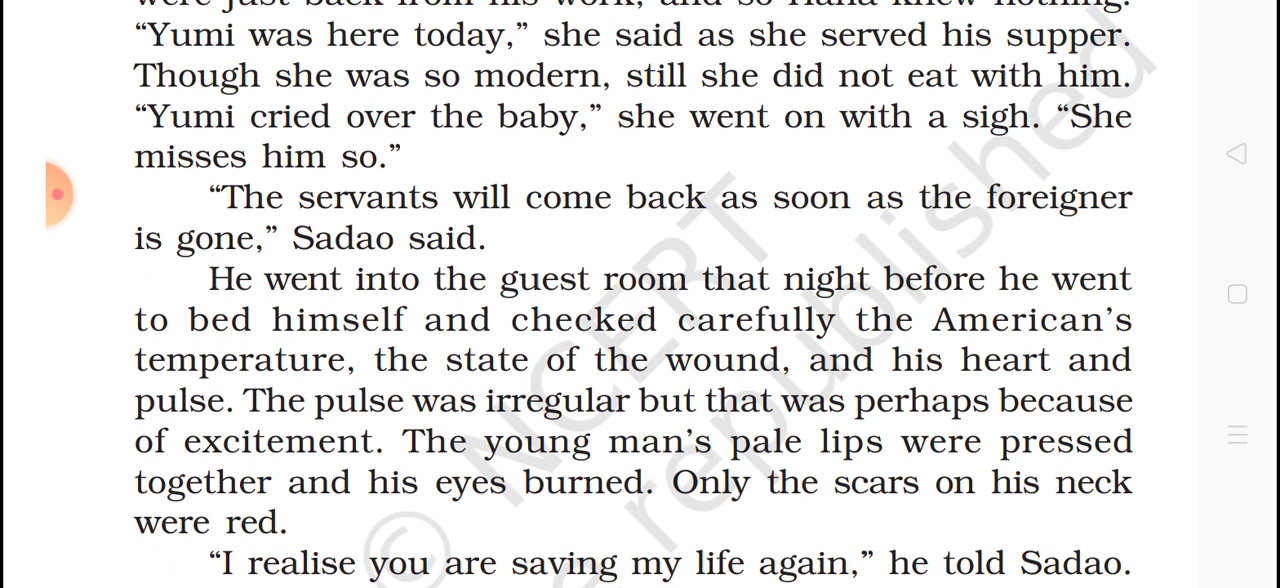 “Yumi was here today,” she said as she served his supper.
Though she was so modern, still she did not eat with him.
“Yumi cried over the baby,” she went on with a sigh. “She
misses him so.”
“The servants will come back as soon as the foreigner
is gone,” Sadao said.
He went into the guest room that night before he went
to bed himself and checked carefully the American’s
temperature, the state of the wound, and his heart and
pulse. The pulse was irregular but that was perhaps because
of excitement. The young man’s pale lips were pressed
together and his eyes burned. Only the scars on his neck
were red.
“I realise you are saving my life again,” he told Sadao.
© NCERT
republished